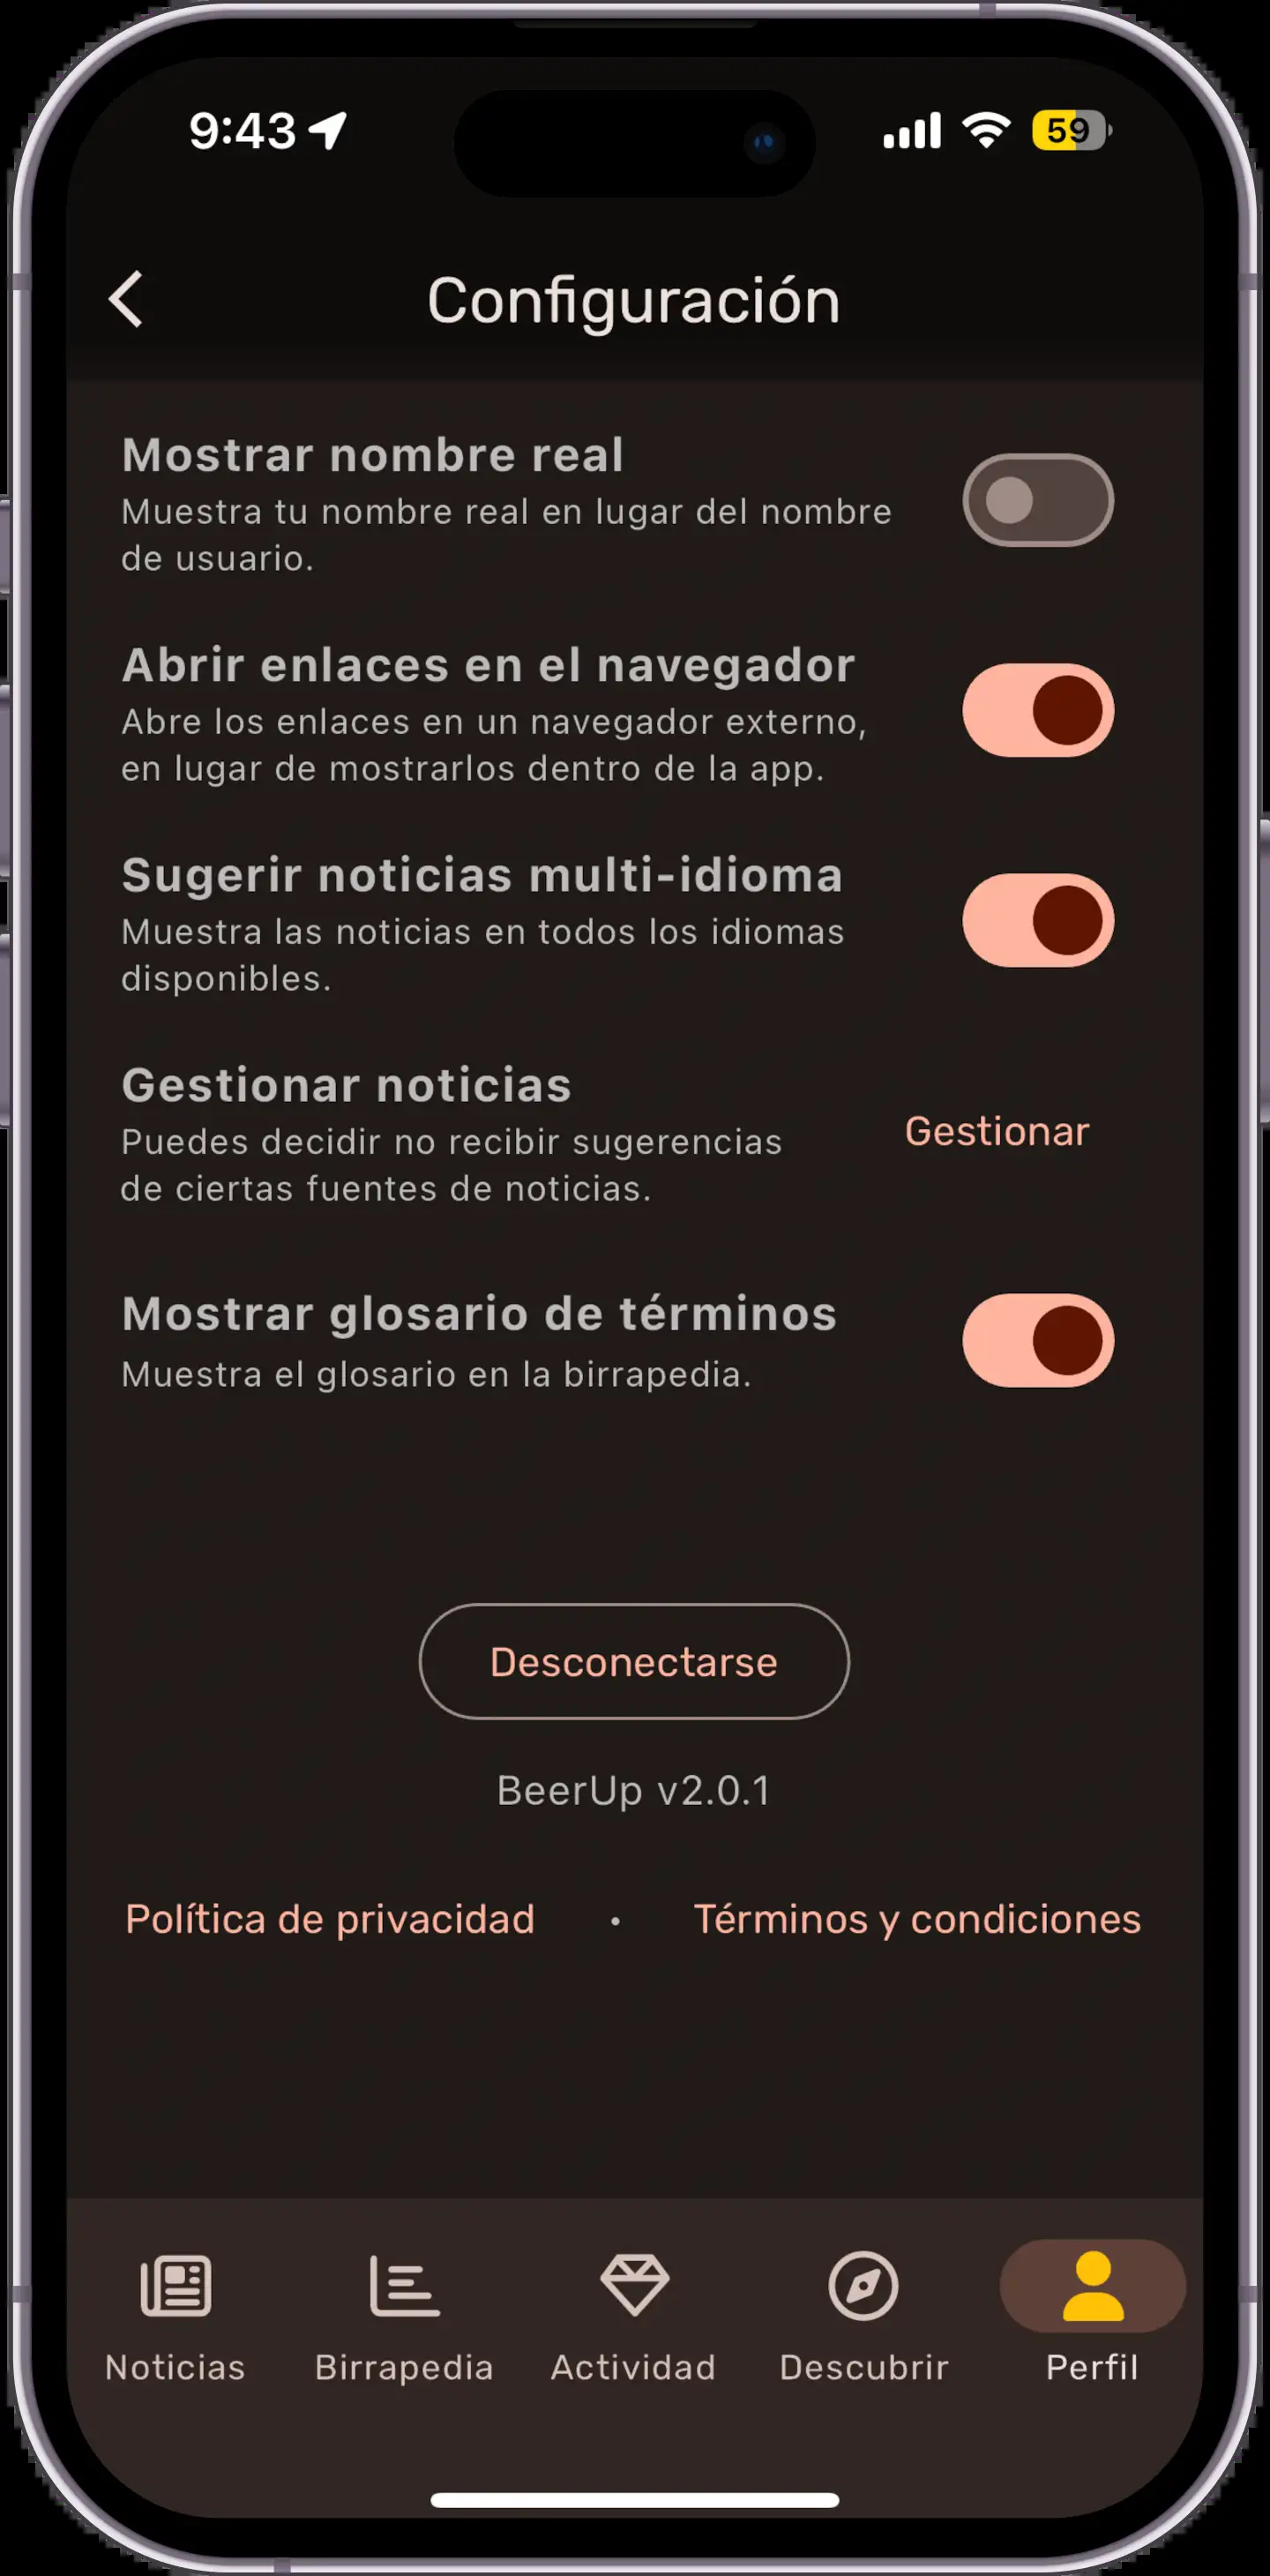 9:43
59
Configuración
Mostrar nombre real
Muestra tu nombre real en lugar del nombre
de usuario.
Abrir enlaces en el navegador
Abre los enlaces en un navegador externo,
en lugar de mostrarlos dentro de la app.
Sugerir noticias multi-idioma
Muestra las noticias en todos los idiomas
disponibles.
Gestionar noticias
Puedes decidir no recibir sugerencias
de ciertas fuentes de noticias.
Gestionar
Mostrar glosario de términos
Muestra el glosario en la birrapedia.
Desconectarse
BeerUp v2.0.1
Política de privacidad • Términos y condiciones
Noticias Birrapedia Actividad Descubrir Perfil